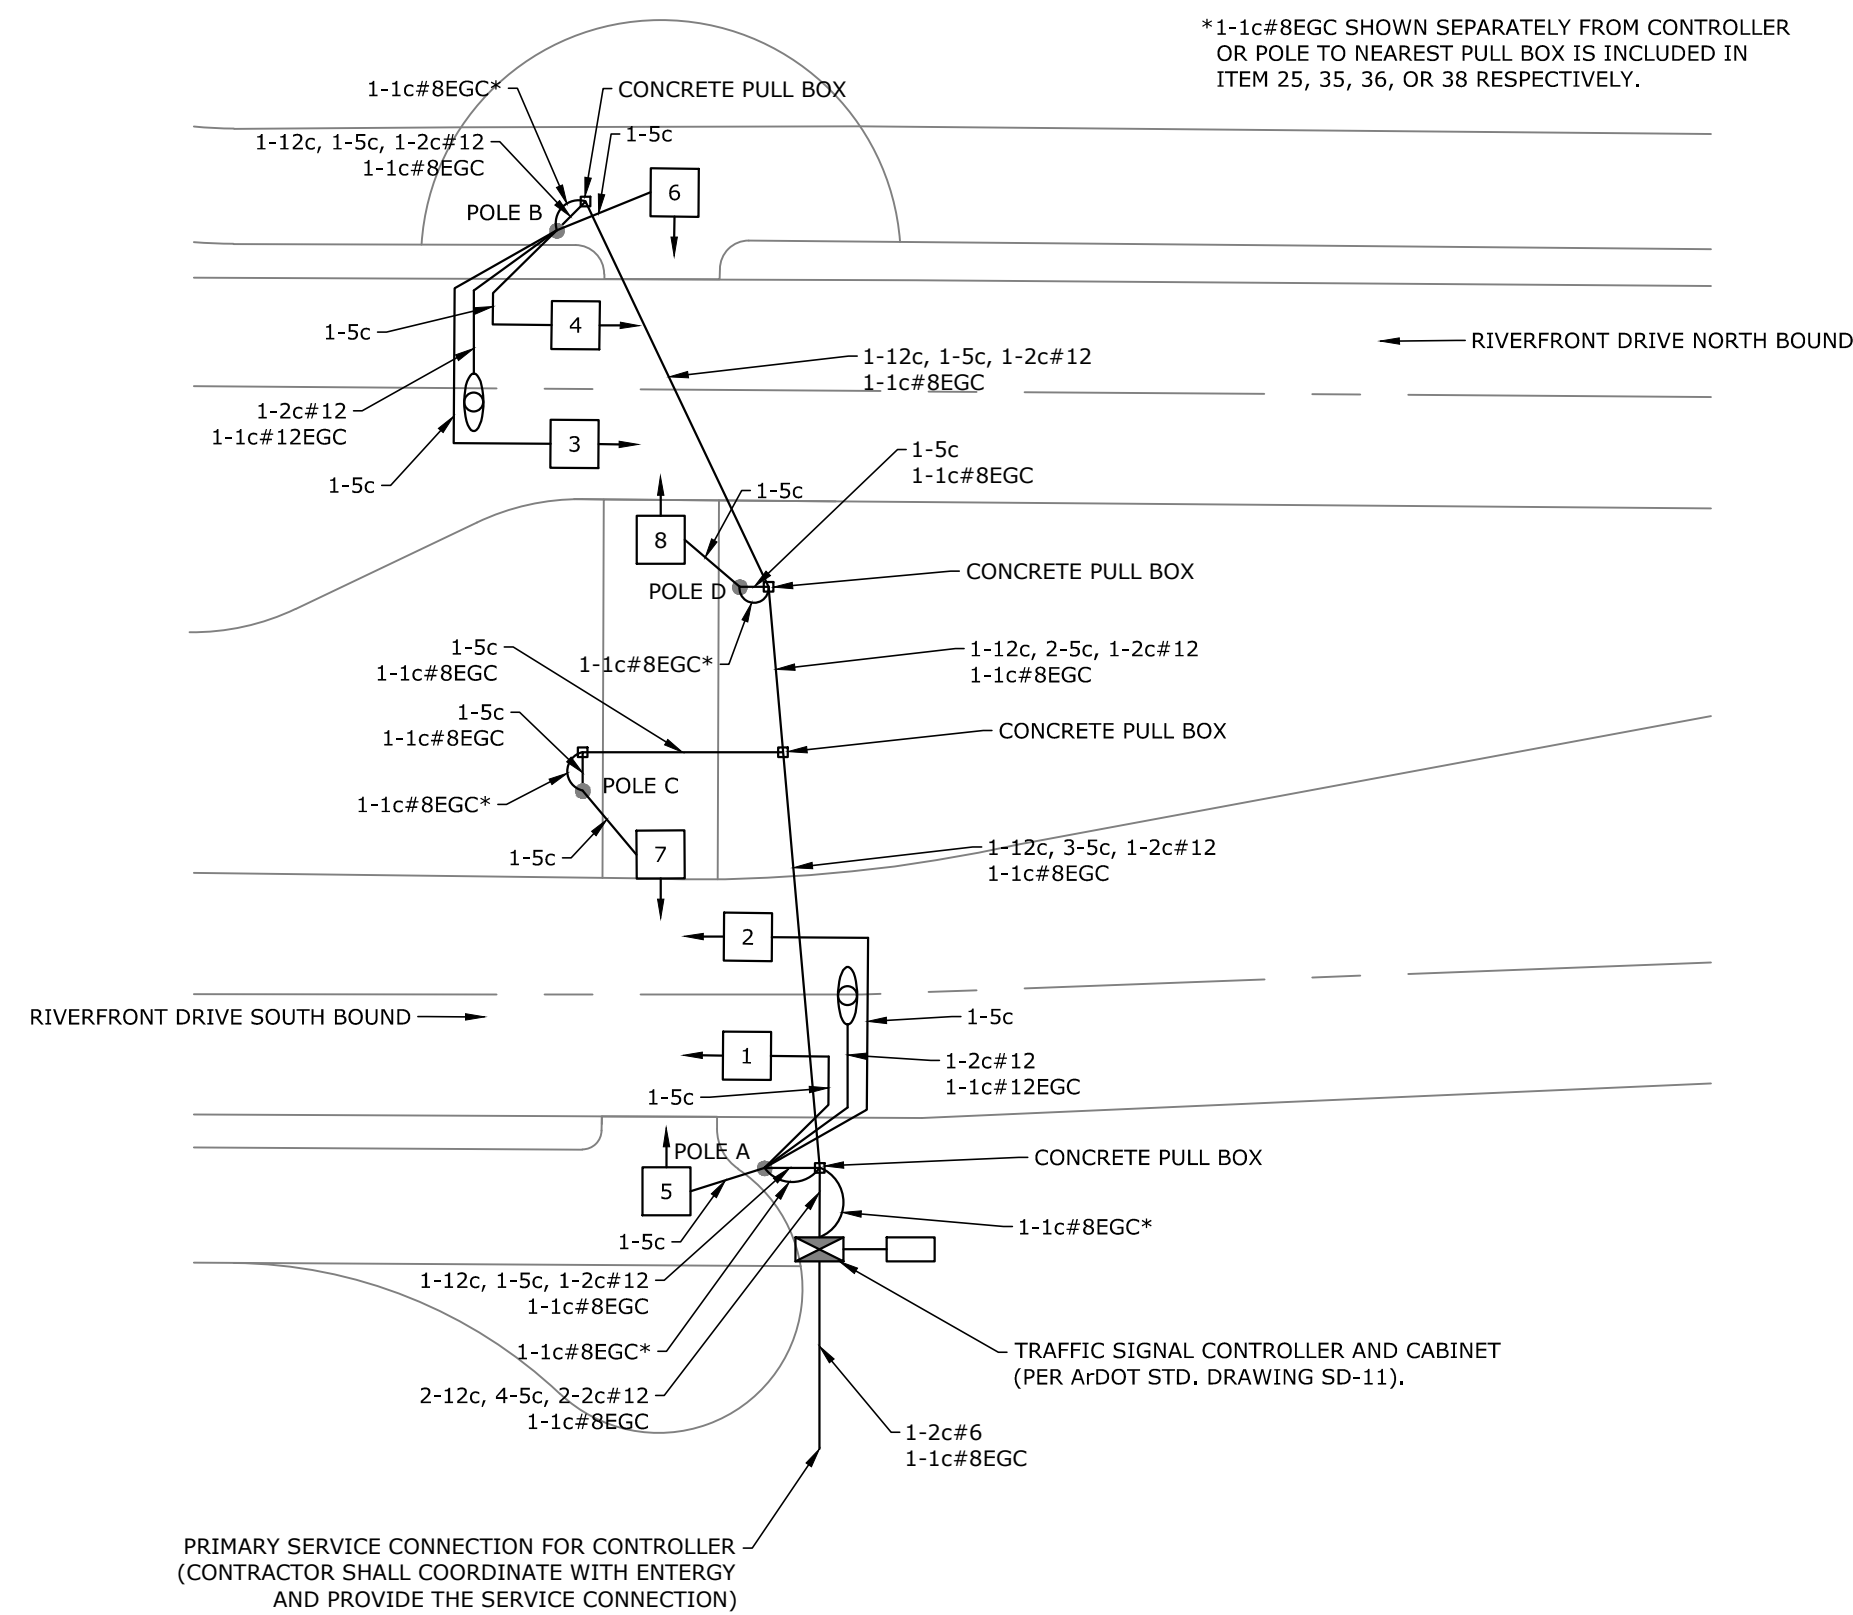 *1-1c#8EGC SHOWN SEPARATELY FROM CONTROLLER
OR POLE TO NEAREST PULL BOX IS INCLUDED IN
ITEM 25, 35, 36, OR 38 RESPECTIVELY.
1-1c#8EGC*
CONCRETE PULL BOX
1-12c, 1-5c, 1-2c#12
1-1c#8EGC
1-5c
6
POLE B
1-5c
4
RIVERFRONT DRIVE NORTH BOUND
1-12c, 1-5c, 1-2c#12
1-1c#8EGC
1-2c#12
1-1c#12EGC
3
1-5c
1-5c
1-1c#8EGC
1-5c
8
CONCRETE PULL BOX
POLE D
1-5c
1-1c#8EGC
1-1c#8EGC*
1-12c, 2-5c, 1-2c#12
1-1c#8EGC
1-5c
1-1c#8EGC
CONCRETE PULL BOX
POLE C
1-1c#8EGC*
1-5c
7
1-12c, 3-5c, 1-2c#12
1-1c#8EGC
2
RIVERFRONT DRIVE SOUTH BOUND
1-5c
1
1-2c#12
1-1c#12EGC
1-5c
POLE A
CONCRETE PULL BOX
5
1-1c#8EGC*
1-5c
1-12c, 1-5c, 1-2c#12
1-1c#8EGC
1-1c#8EGC*
TRAFFIC SIGNAL CONTROLLER AND CABINET
(PER ArDOT STD. DRAWING SD-11).
2-12c, 4-5c, 2-2c#12
1-1c#8EGC
1-2c#6
1-1c#8EGC
PRIMARY SERVICE CONNECTION FOR CONTROLLER
(CONTRACTOR SHALL COORDINATE WITH ENTERGY
AND PROVIDE THE SERVICE CONNECTION)